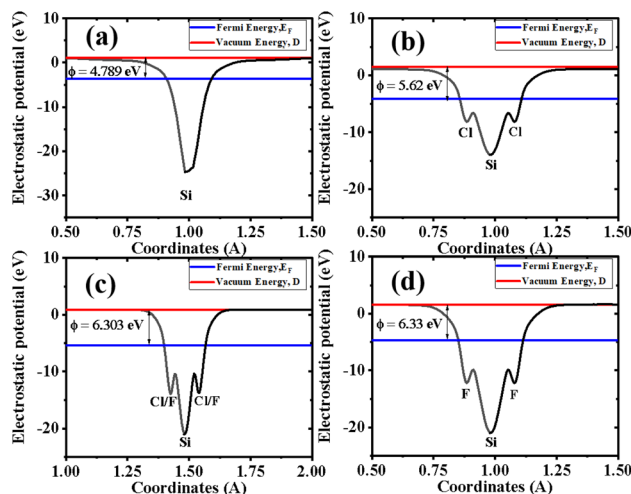 (a)
Fermi Energy,E_F
Vacuum Energy, D
ϕ = 4.789 eV
Si
Electrostatic potential (eV)
10
0
-10
-20
-30
0.50 0.75 1.00 1.25 1.50
Coordinates (A)
(b)
Fermi Energy,E_F
Vacuum Energy, D
ϕ = 5.62 eV
Cl
Cl
Si
Electrostatic potential (eV)
10
0
-10
-20
0.50 0.75 1.00 1.25 1.50
Coordinates (A)
(c)
Fermi Energy,E_F
Vacuum Energy, D
ϕ = 6.303 eV
Cl/F
Cl/F
Si
Electrostatic potential (eV)
10
0
-10
-20
1.00 1.25 1.50 1.75 2.00
Coordinates (A)
(d)
Fermi Energy,E_F
Vacuum Energy, D
ϕ = 6.33 eV
F
F
Si
Electrostatic potential (eV)
10
0
-10
-20
0.50 0.75 1.00 1.25 1.50
Coordinates (A)